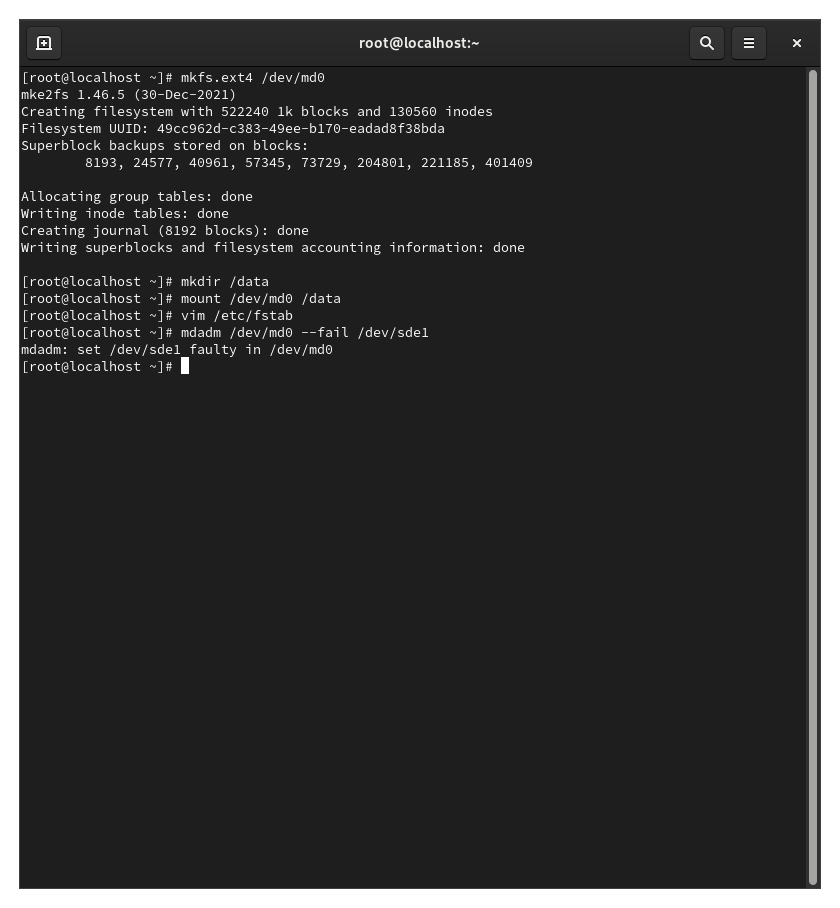 root@localhost:~
[root@localhost ~]# mkfs.ext4 /dev/md0
mke2fs 1.46.5 (30-Dec-2021)
Creating filesystem with 522240 1k blocks and 130560 inodes
Filesystem UUID: 49cc962d-c383-49ee-b170-eadad8f38bda
Superblock backups stored on blocks:
        8193, 24577, 40961, 57345, 73729, 204801, 221185, 401409

Allocating group tables: done
Writing inode tables: done
Creating journal (8192 blocks): done
Writing superblocks and filesystem accounting information: done

[root@localhost ~]# mkdir /data
[root@localhost ~]# mount /dev/md0 /data
[root@localhost ~]# vim /etc/fstab
[root@localhost ~]# mdadm /dev/md0 --fail /dev/sde1
mdadm: set /dev/sde1 faulty in /dev/md0
[root@localhost ~]#